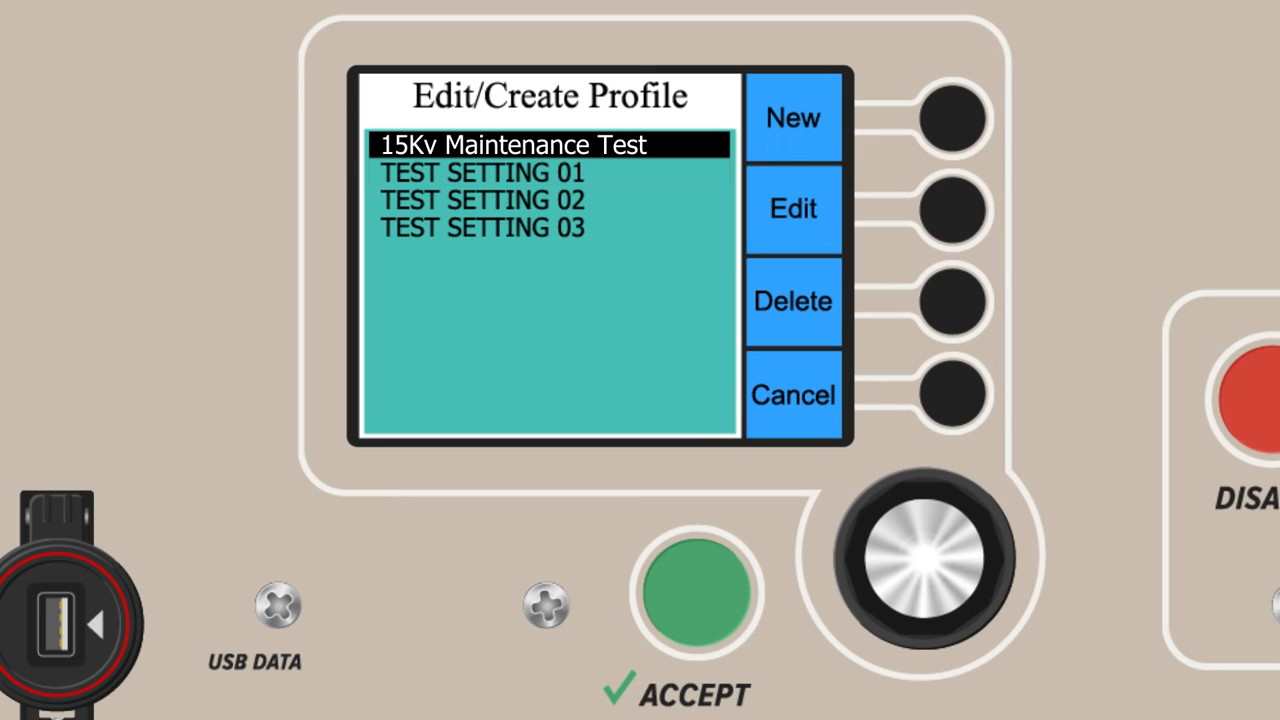 Edit/Create Profile
15Kv Maintenance Test
TEST SETTING 01
TEST SETTING 02
TEST SETTING 03
New
Edit
Delete
Cancel
USB DATA
ACCEPT